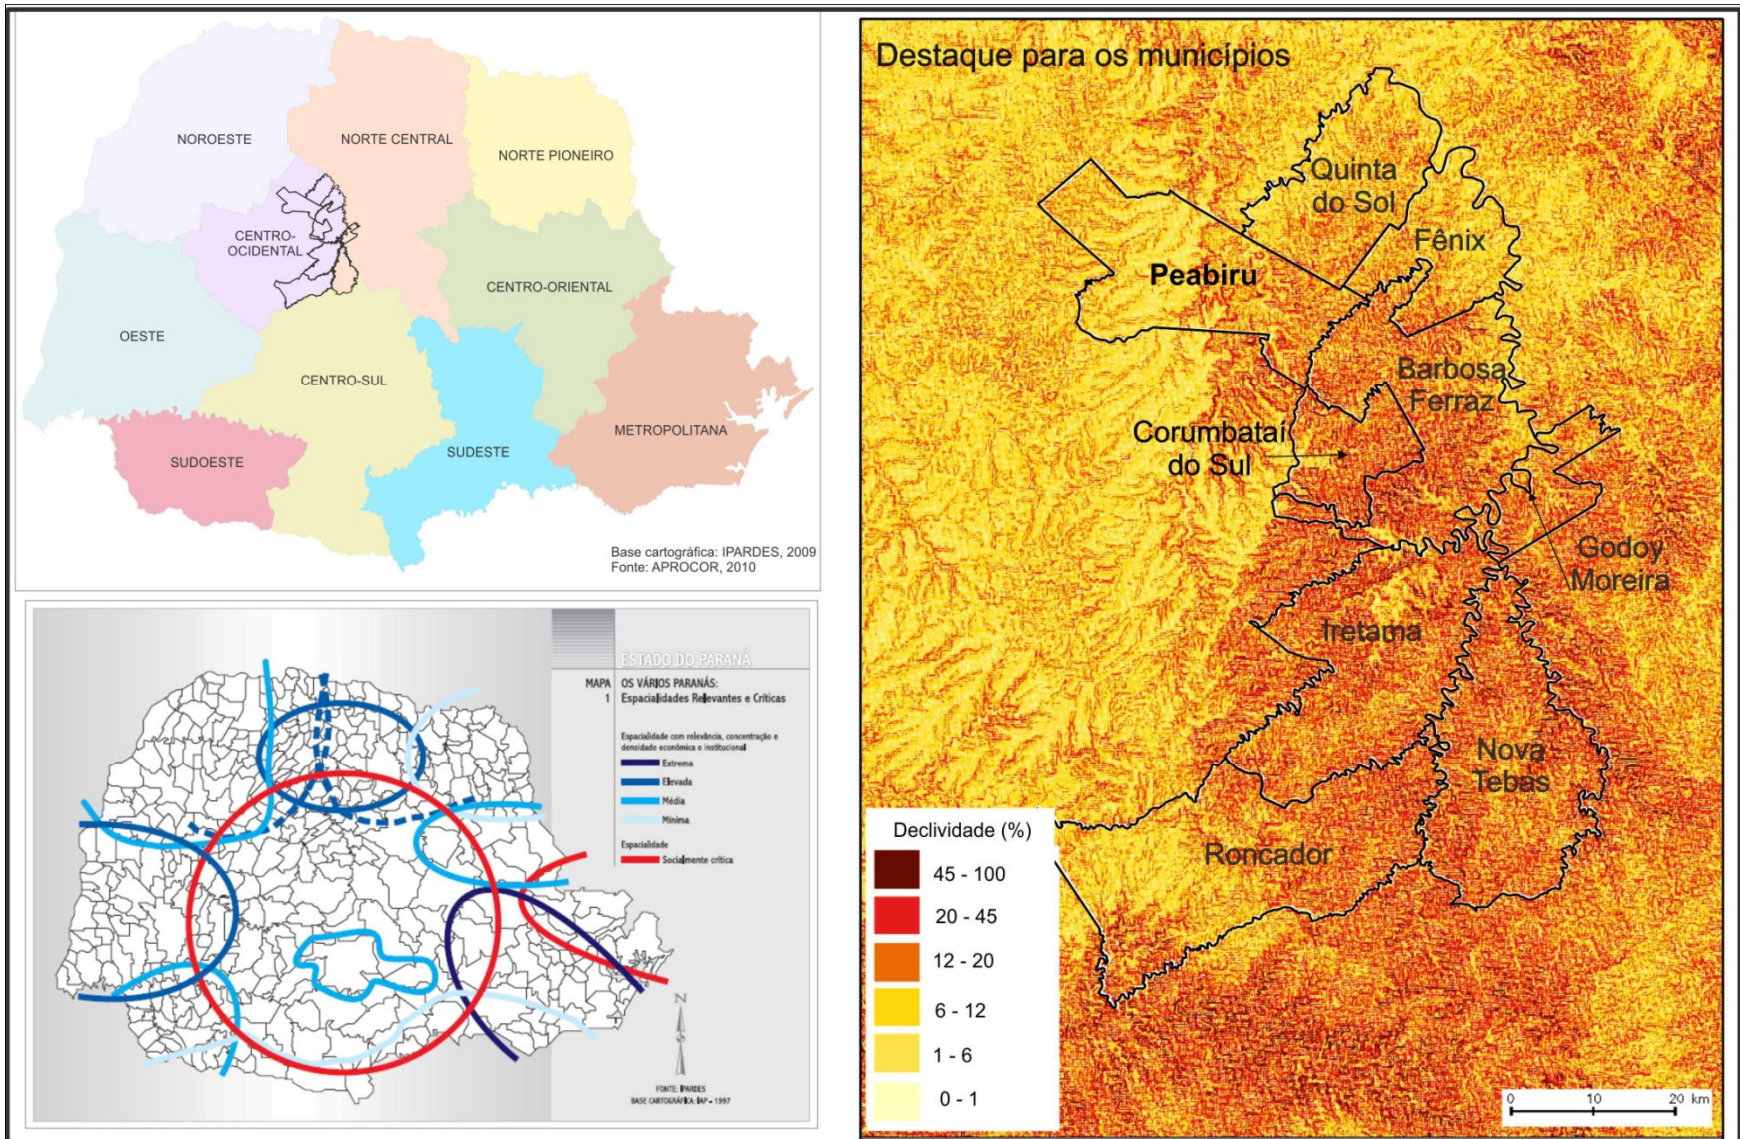 NOROESTE
NORTE CENTRAL
NORTE PIONEIRO
CENTRO-
OCIDENTAL
CENTRO-ORIENTAL
OESTE
CENTRO-SUL
METROPOLITANA
SUDESTE
SUDOESTE
Base cartográfica: IPARDES, 2009
Fonte: APROCOR, 2010
ESTADO DO PARANÁ
MAPA
1
OS VÁRIOS PARANÁS:
Espacialidades Relevantes e Críticas
Espacialidade com relevância, concentração e
densidade econômica e institucional
Extrema
Elevada
Média
Mínima
Espacialidade
Socialmente crítica
N
FONTE: IPARDES
BASE CARTOGRÁFICA: IAP - 1997
Destaque para os municípios
Quinta
do Sol
Fênix
Peabiru
Barbosa
Ferraz
Corumbataí
do Sul
Godoy
Moreira
Iretama
Nova
Tebas
Roncador
Declividade (%)
45 - 100
20 - 45
12 - 20
6 - 12
1 - 6
0 - 1
0 10 20 km